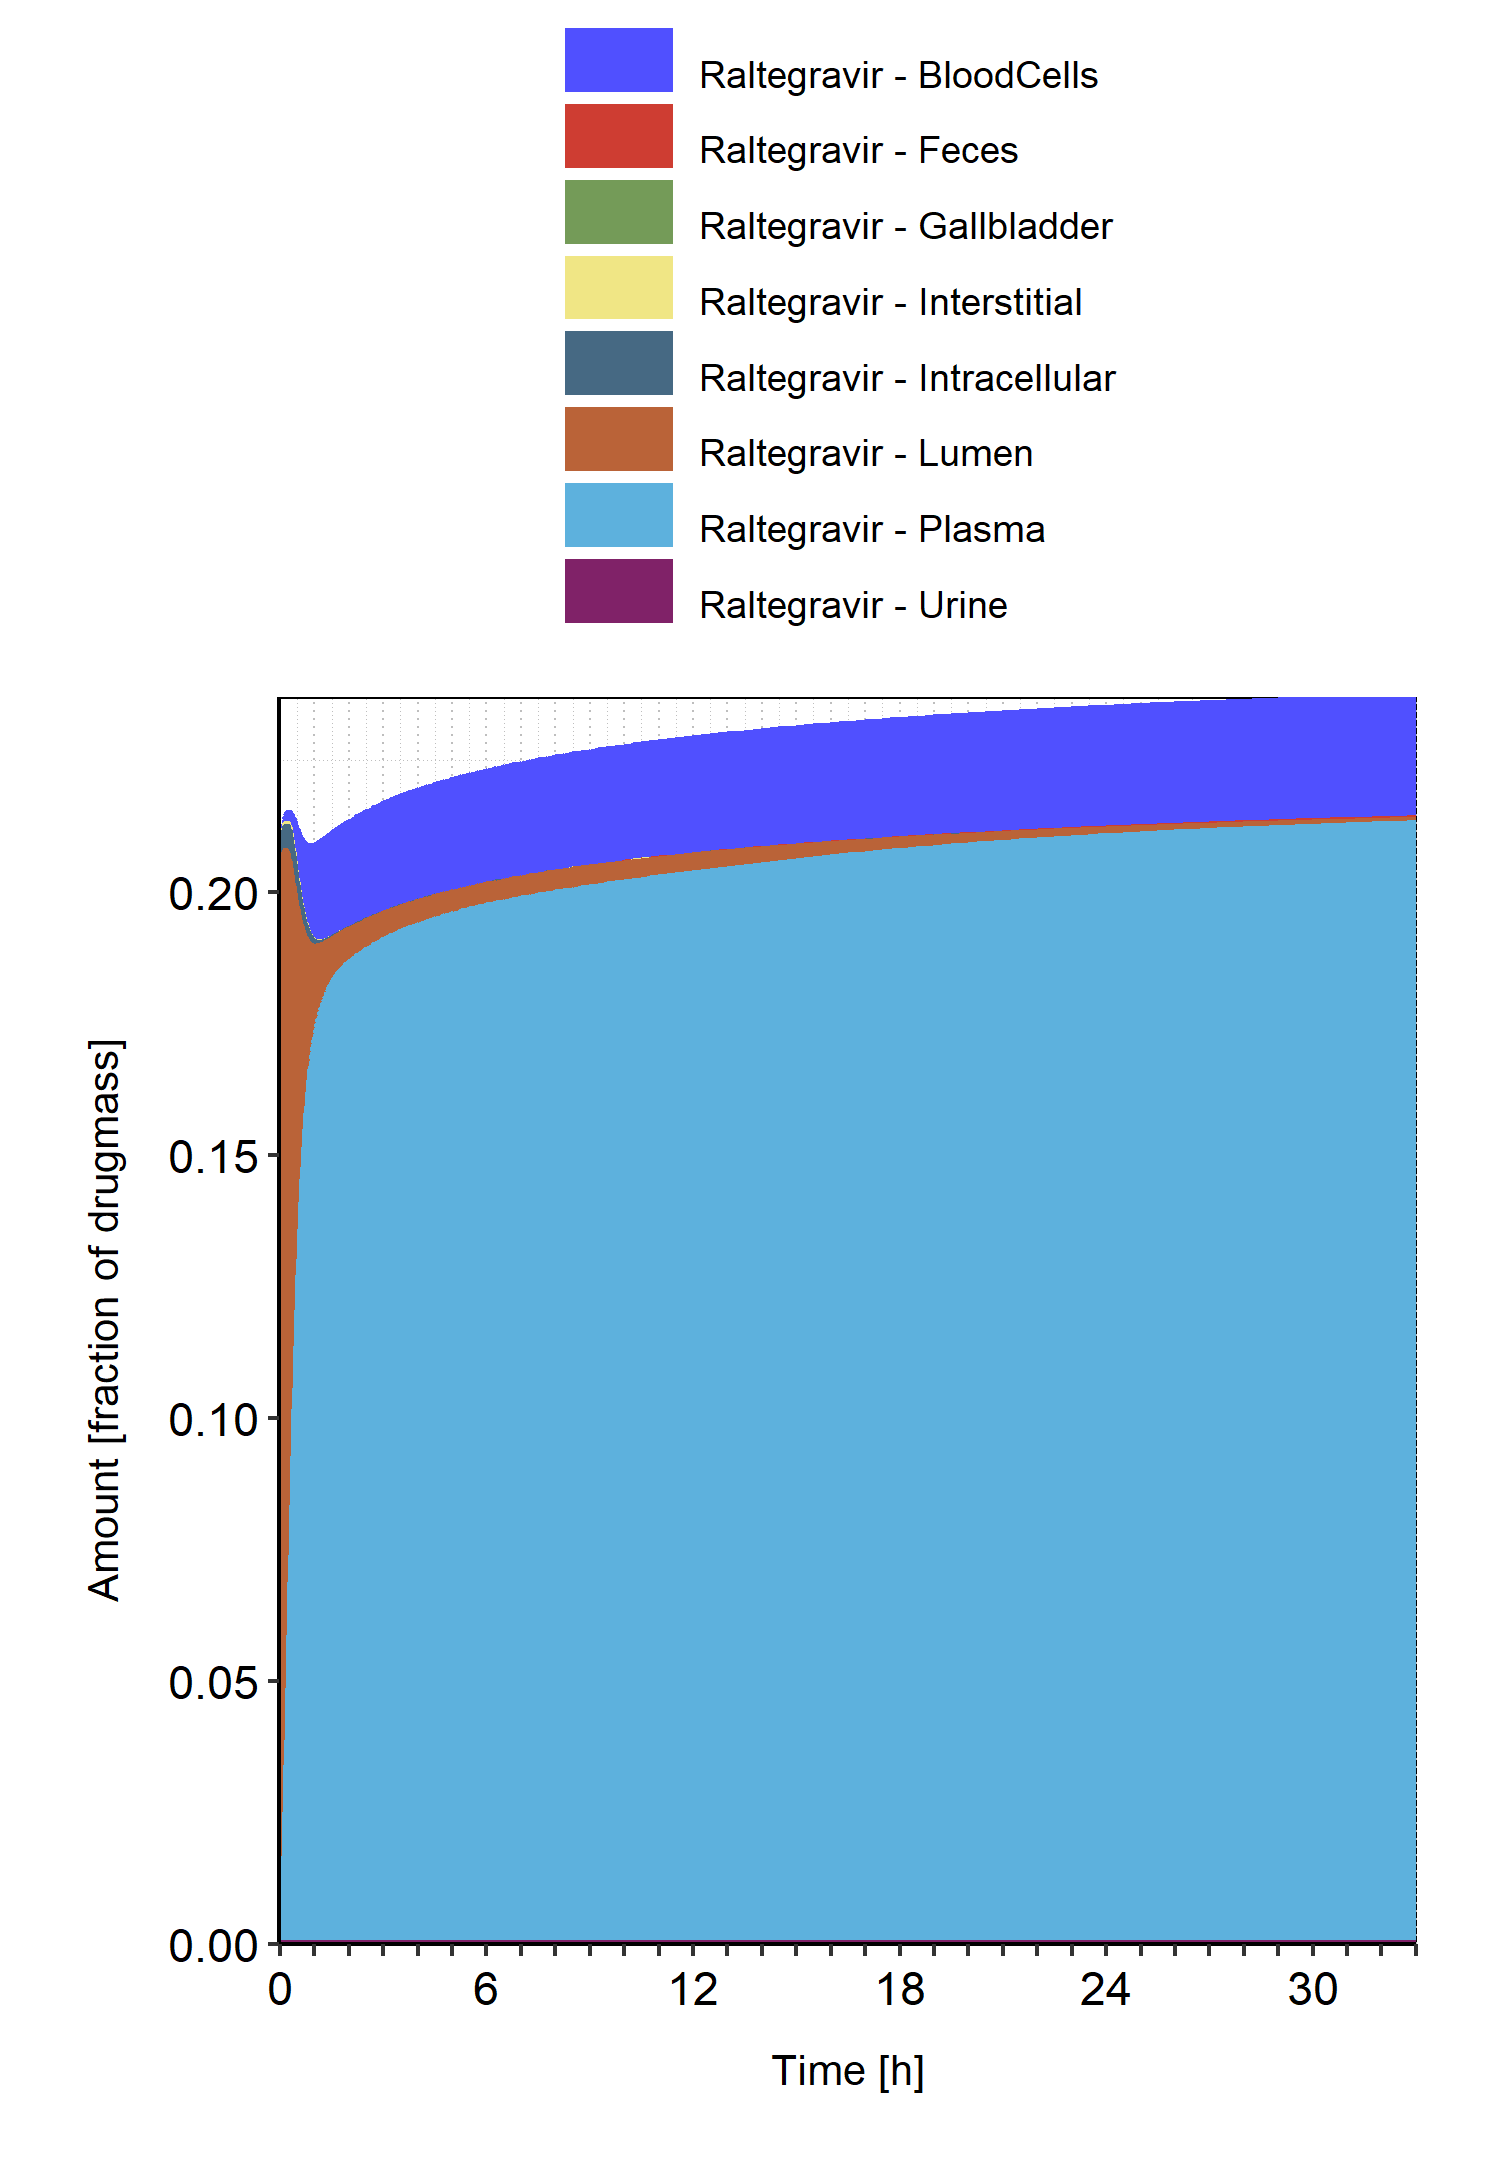 Raltegravir - BloodCells
Raltegravir - Feces
Raltegravir - Gallbladder
Raltegravir - Interstitial
Raltegravir - Intracellular
Raltegravir - Lumen
Raltegravir - Plasma
Raltegravir - Urine
Amount [fraction of drugmass]
0.20
0.15
0.10
0.05
0.00
0 6 12 18 24 30
Time [h]